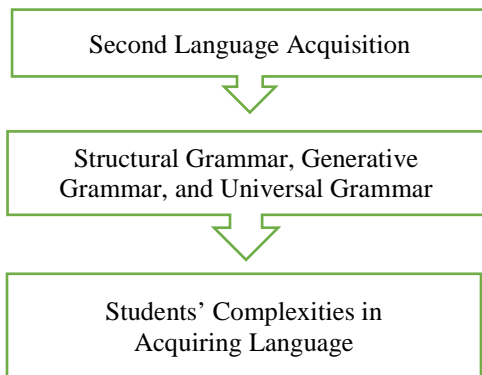 Second Language Acquisition
Structural Grammar, Generative
Grammar, and Universal Grammar
Students’ Complexities in
Acquiring Language